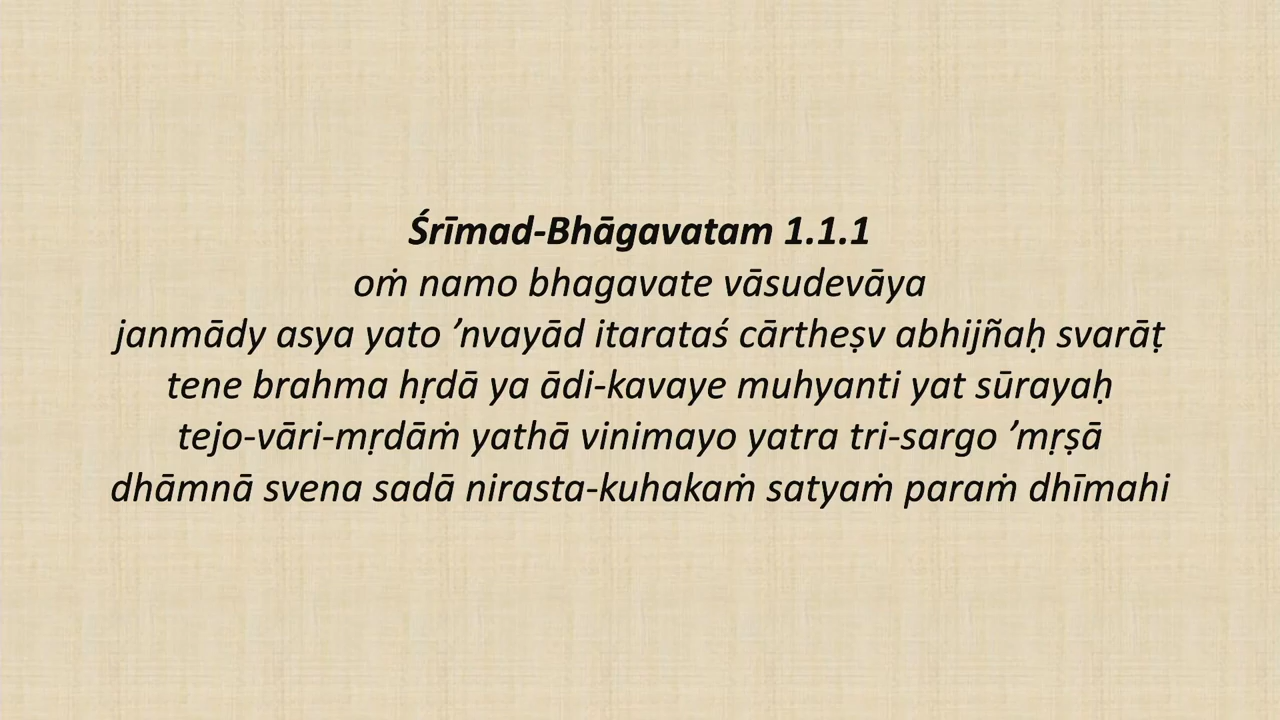 Śrīmad-Bhāgavatam 1.1.1
oṁ namo bhagavate vāsudevāya
janmādy asya yato ’nvayād itarataś cārtheṣv abhijñaḥ svarāṭ
tene brahma hṛdā ya ādi-kavaye muhyanti yat sūrayaḥ
tejo-vāri-mṛdāṁ yathā vinimayo yatra tri-sargo ’mṛṣā
dhāmnā svena sadā nirasta-kuhakaṁ satyaṁ paraṁ dhīmahi